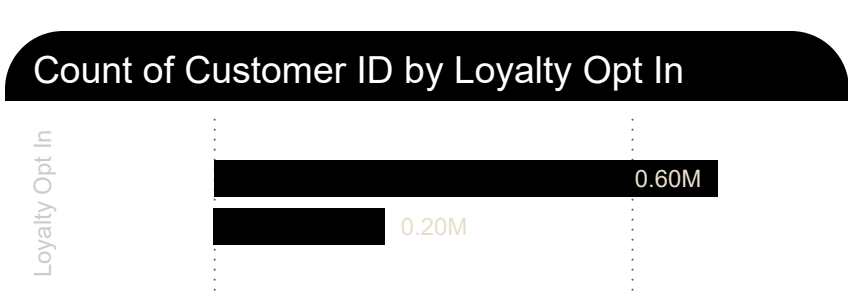 Count of Customer ID by Loyalty Opt In
Loyalty Opt In
0.60M
0.20M